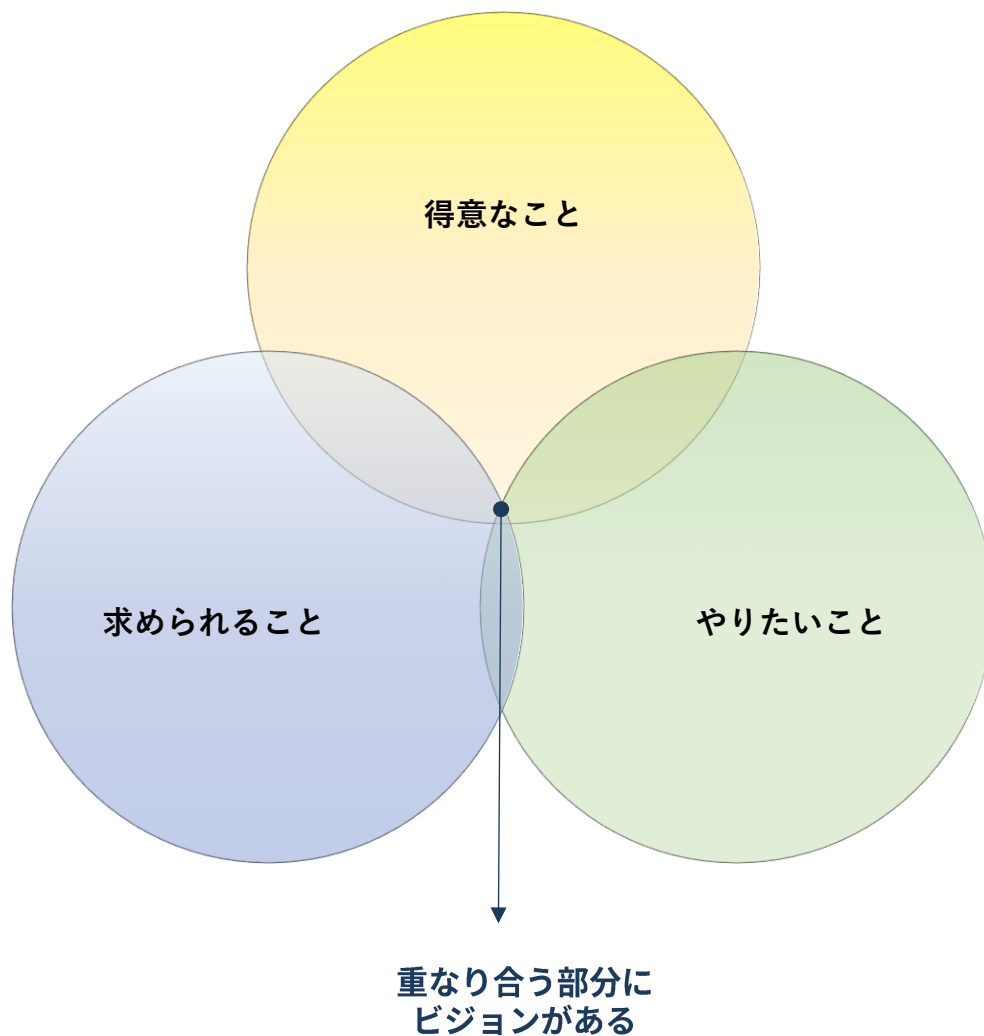 得意なこと
求められること
やりたいこと
重なり合う部分に
ビジョンがある